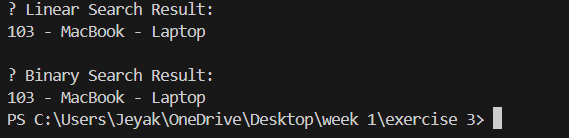 ? Linear Search Result:
103 - MacBook - Laptop
? Binary Search Result:
103 - MacBook - Laptop
PS C:\Users\Jeyak\OneDrive\Desktop\week 1\exercise 3>